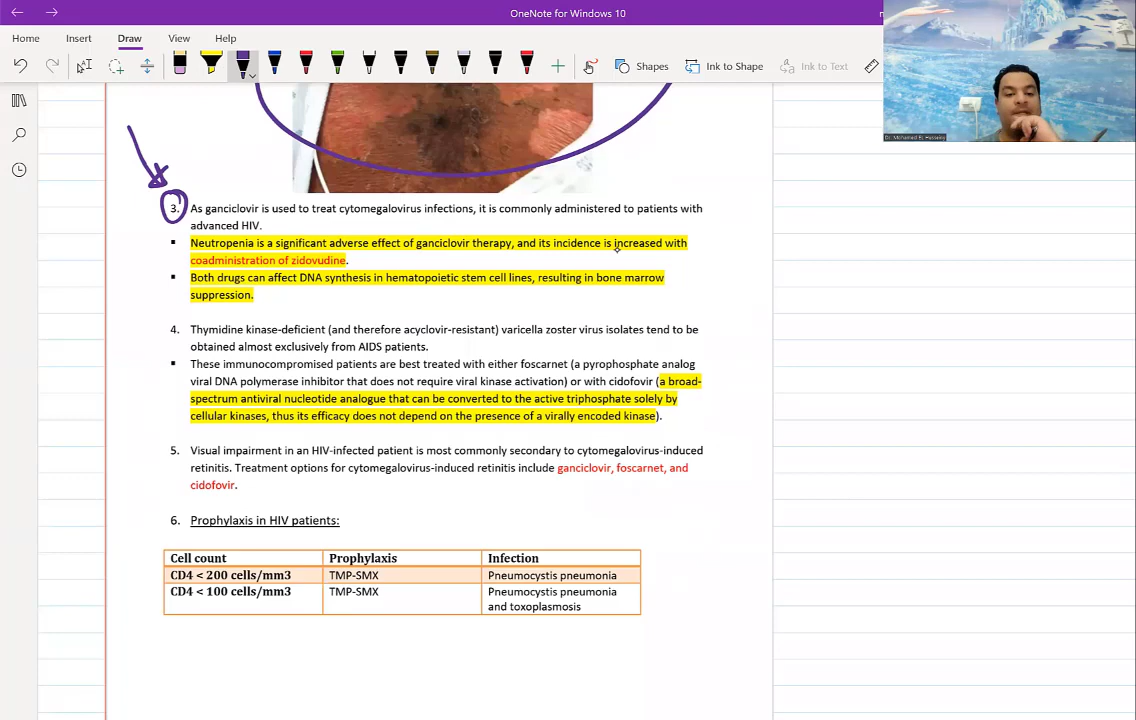 OneNote for Windows 10
Home Insert Draw View Help
Shapes Ink to Shape Ink to Text
Dr. Mohamed EL Husseiny
3. As ganciclovir is used to treat cytomegalovirus infections, it is commonly administered to patients with
advanced HIV.
▪ Neutropenia is a significant adverse effect of ganciclovir therapy, and its incidence is increased with
coadministration of zidovudine.
▪ Both drugs can affect DNA synthesis in hematopoietic stem cell lines, resulting in bone marrow
suppression.
4. Thymidine kinase-deficient (and therefore acyclovir-resistant) varicella zoster virus isolates tend to be
obtained almost exclusively from AIDS patients.
▪ These immunocompromised patients are best treated with either foscarnet (a pyrophosphate analog
viral DNA polymerase inhibitor that does not require viral kinase activation) or with cidofovir (a broad-
spectrum antiviral nucleotide analogue that can be converted to the active triphosphate solely by
cellular kinases, thus its efficacy does not depend on the presence of a virally encoded kinase).
5. Visual impairment in an HIV-infected patient is most commonly secondary to cytomegalovirus-induced
retinitis. Treatment options for cytomegalovirus-induced retinitis include ganciclovir, foscarnet, and
cidofovir.
6. Prophylaxis in HIV patients:
Cell count Prophylaxis Infection
CD4 < 200 cells/mm3 TMP-SMX Pneumocystis pneumonia
CD4 < 100 cells/mm3 TMP-SMX Pneumocystis pneumonia
and toxoplasmosis